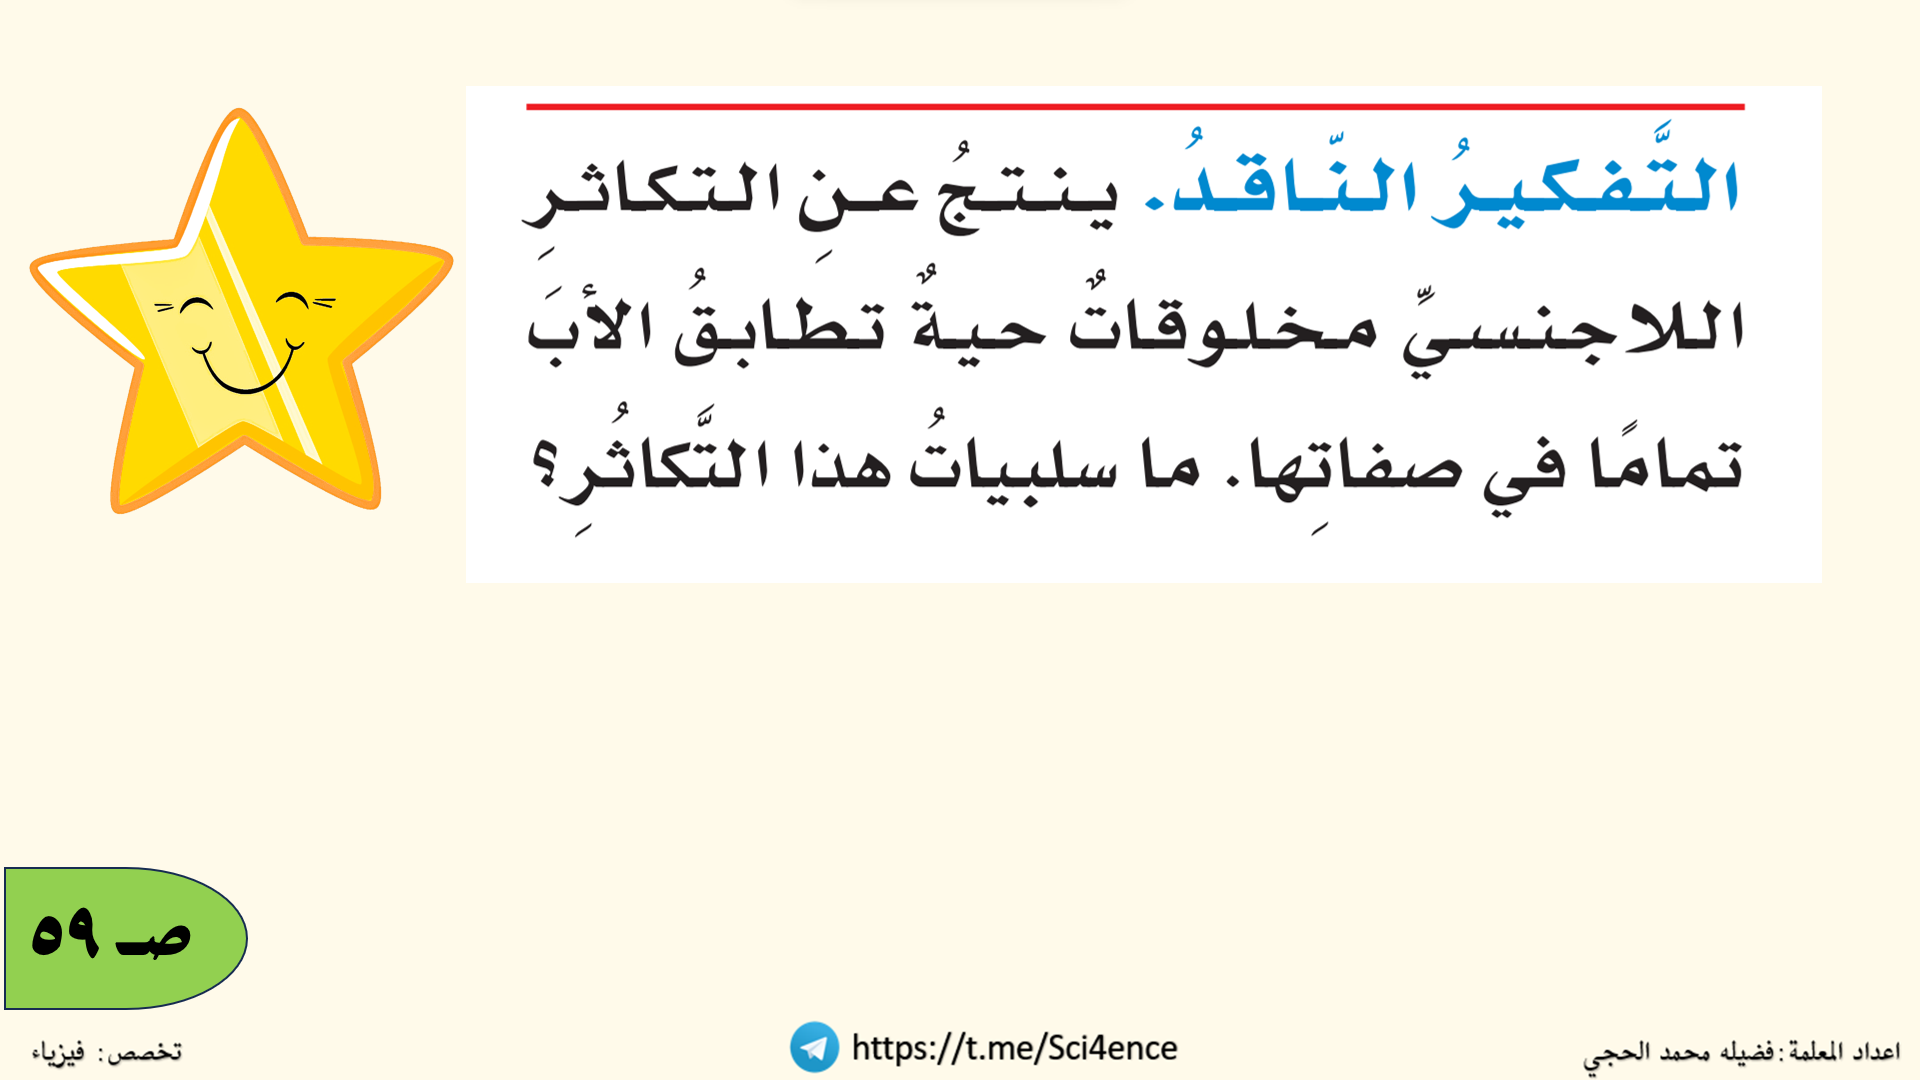 التَّفكيرُ النّاقدُ. ينتجُ عنِ التكاثرِ
اللاجنسيِّ مخلوقاتٌ حيةٌ تطابقُ الأبَ
تمامًا في صفاتِها. ما سلبياتُ هذا التَّكاثُرِ؟
صـ ٥٩
اعداد المعلمة:فضيله محمد الحجي
https://t.me/Sci4ence
تخصص: فيزياء